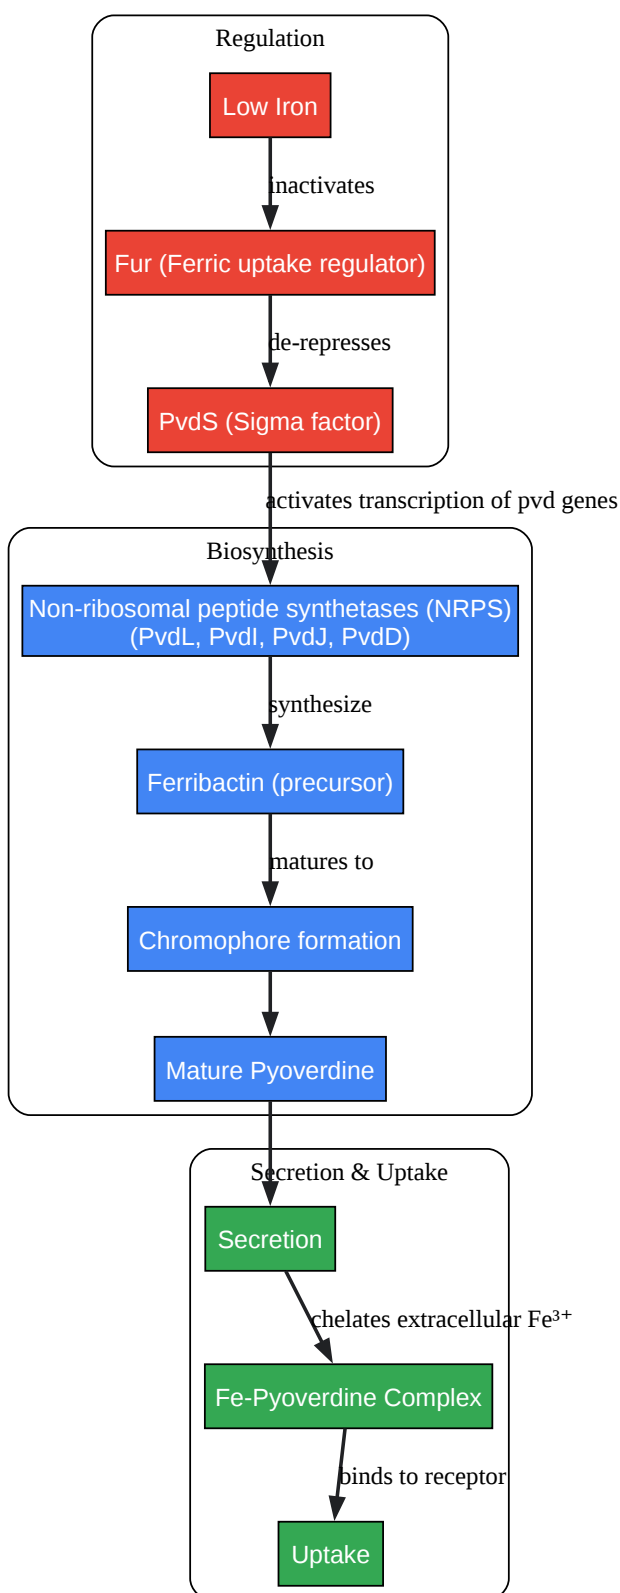 Regulation
Low Iron
inactivates
Fur (Ferric uptake regulator)
de-represses
PvdS (Sigma factor)
activates transcription of pvd genes
Biosynthesis
Non-ribosomal peptide synthetases (NRPS)
(PvdL, PvdI, PvdJ, PvdD)
synthesize
Ferribactin (precursor)
matures to
Chromophore formation
Mature Pyoverdine
Secretion & Uptake
Secretion
chelates extracellular Fe³⁺
Fe-Pyoverdine Complex
binds to receptor
Uptake